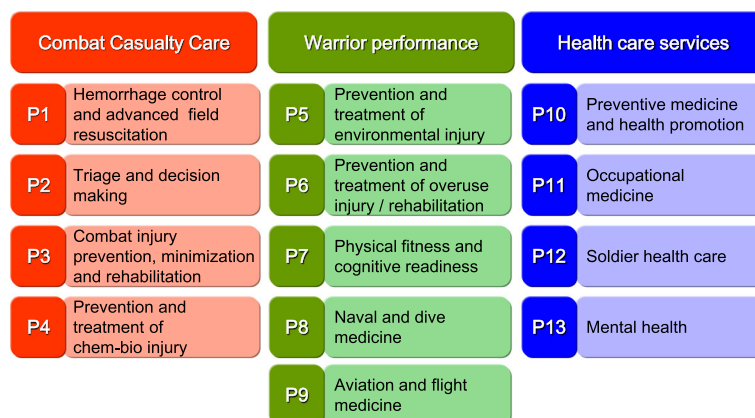 Combat Casualty Care
P1
Hemorrhage control
and advanced field
resuscitation
P2
Triage and decision
making
P3
Combat injury
prevention, minimization
and rehabilitation
P4
Prevention and
treatment of
chem-bio injury
Warrior performance
P5
Prevention and
treatment of
environmental injury
P6
Prevention and
treatment of overuse
injury / rehabilitation
P7
Physical fitness and
cognitive readiness
P8
Naval and dive
medicine
P9
Aviation and flight
medicine
Health care services
P10
Preventive medicine
and health promotion
P11
Occupational
medicine
P12
Soldier health care
P13
Mental health